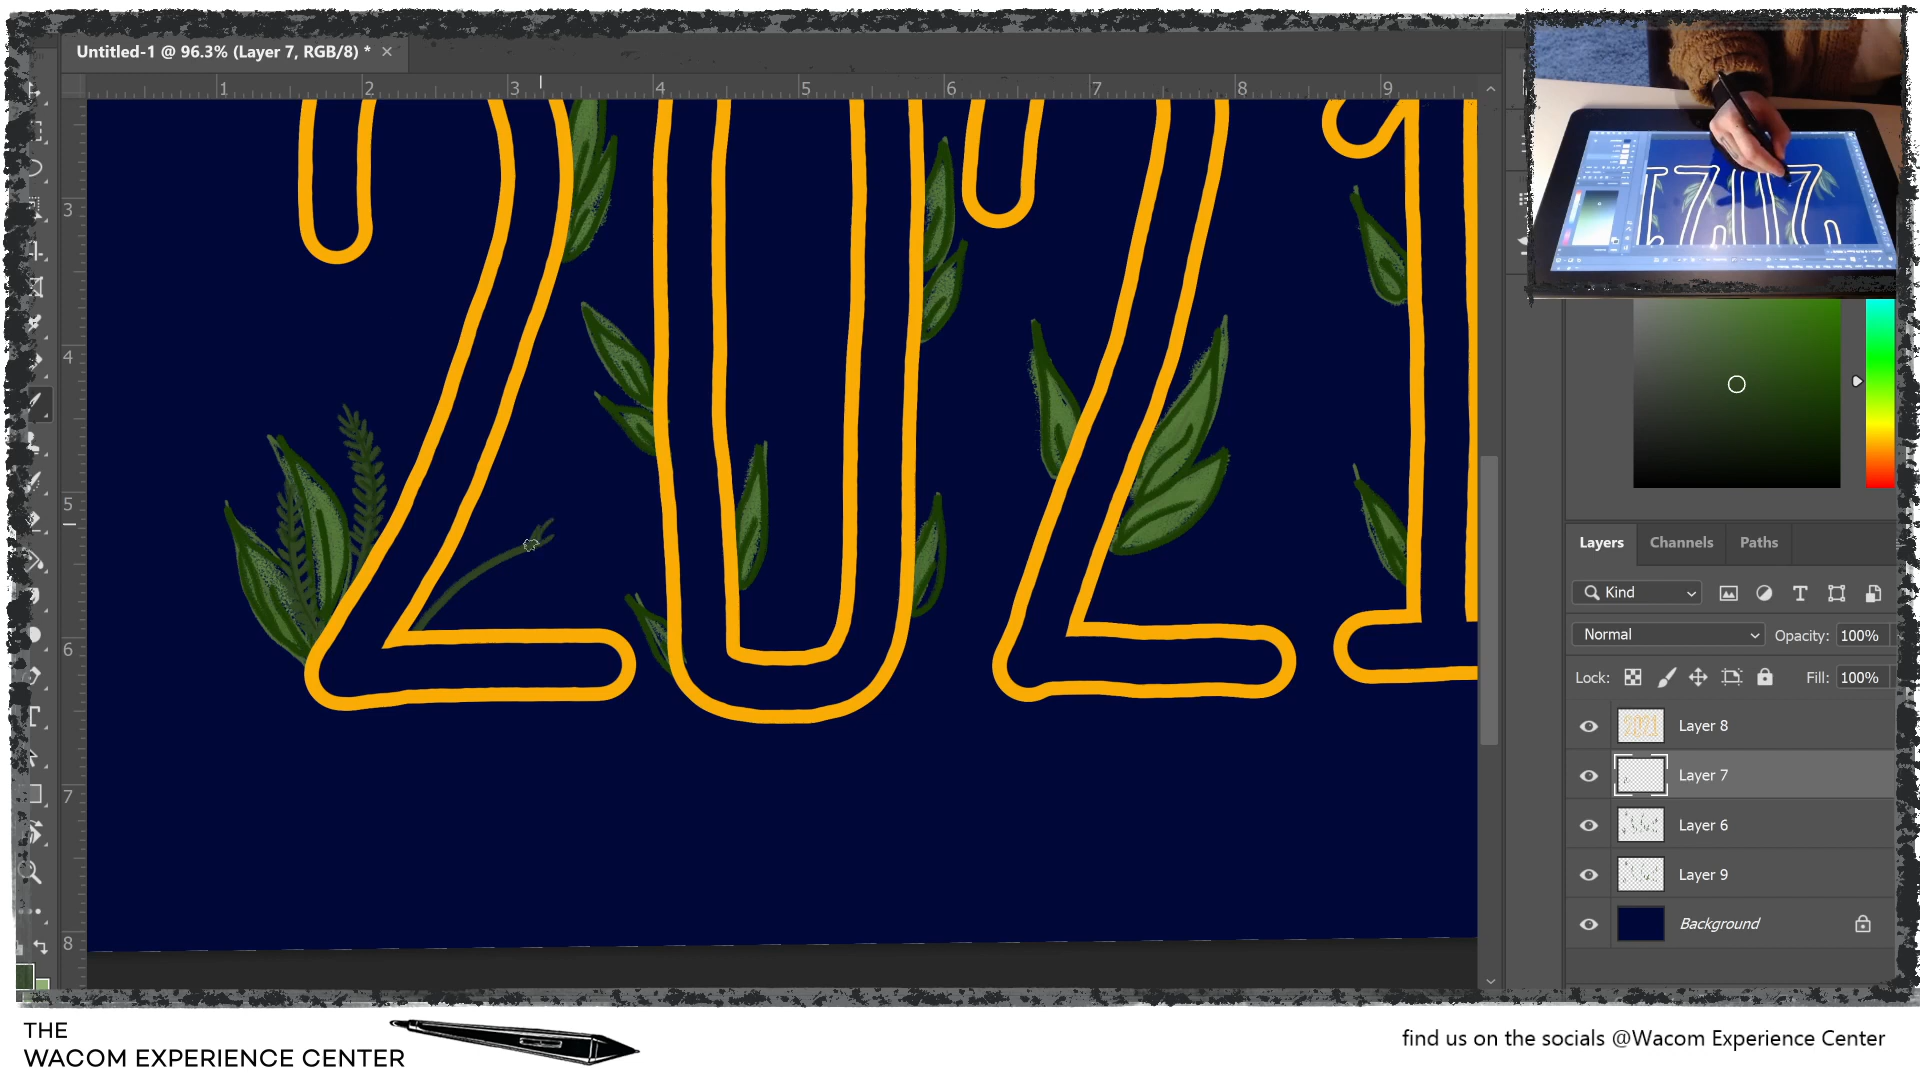 Untitled-1 @ 96.3% (Layer 7, RGB/8) * ×
1 2 3 4 5 6 7 8 9
3
4
5
6
7
8
2021
Layers Channels Paths
Kind
Normal Opacity: 100%
Lock: Fill: 100%
Layer 8
Layer 7
Layer 6
Layer 9
Background
THE
WACOM EXPERIENCE CENTER
find us on the socials @Wacom Experience Center